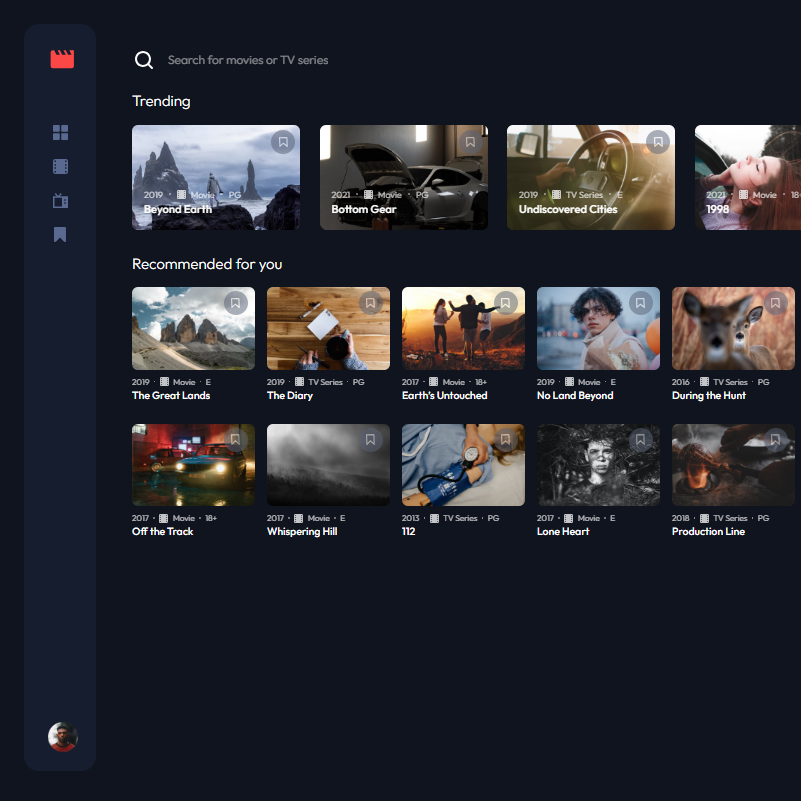 Search for movies or TV series
Trending
2019 · Movie · PG
Beyond Earth
2021 · Movie · PG
Bottom Gear
2019 · TV Series · E
Undiscovered Cities
2021 · Movie · 18
1998
Recommended for you
2019 · Movie · E
The Great Lands
2019 · TV Series · PG
The Diary
2017 · Movie · 18+
Earth's Untouched
2019 · Movie · E
No Land Beyond
2016 · TV Series · PG
During the Hunt
2017 · Movie · 18+
Off the Track
2017 · Movie · E
Whispering Hill
2013 · TV Series · PG
112
2017 · Movie · E
Lone Heart
2018 · TV Series · PG
Production Line